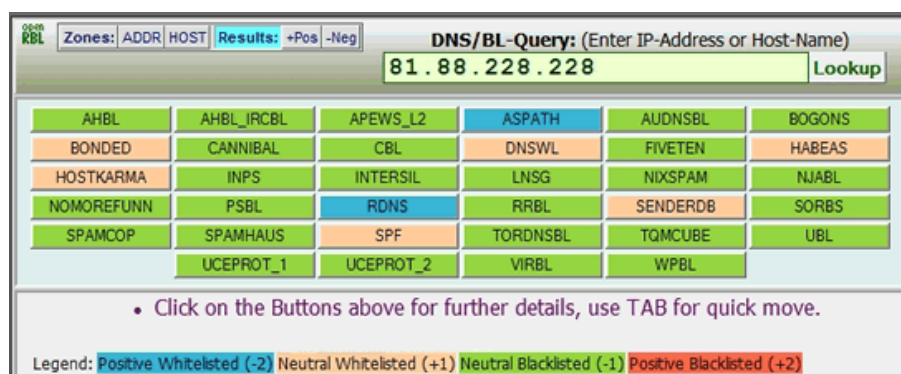 open
RBL Zones: ADDR HOST Results: +Pos -Neg DNS/BL-Query: (Enter IP-Address or Host-Name)
81.88.228.228 Lookup
AHBL AHBL_IRCBL APEWS_L2 ASPATH AUDNSBL BOGONS
BONDED CANNIBAL CBL DNSWL FIVETEN HABEAS
HOSTKARMA INPS INTERSIL LNSG NIXSPAM NJABL
NOMOREFUNN PSBL RDNS RRBL SENDERDB SORBS
SPAMCOP SPAMHAUS SPF TORDNSBL TQMCUBE UBL
UCEPROT_1 UCEPROT_2 VIRBL WPBL
• Click on the Buttons above for further details, use TAB for quick move.
Legend: Positive Whitelisted (-2) Neutral Whitelisted (+1) Neutral Blacklisted (-1) Positive Blacklisted (+2)